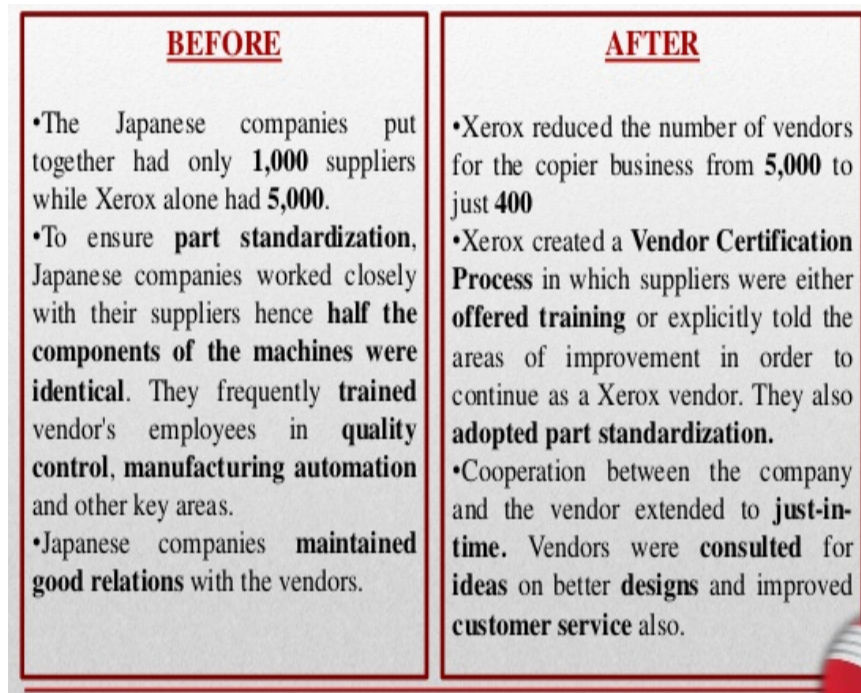 BEFORE
•The Japanese companies put
together had only 1,000 suppliers
while Xerox alone had 5,000.
•To ensure part standardization,
Japanese companies worked closely
with their suppliers hence half the
components of the machines were
identical. They frequently trained
vendor's employees in quality
control, manufacturing automation
and other key areas.
•Japanese companies maintained
good relations with the vendors.
AFTER
•Xerox reduced the number of vendors
for the copier business from 5,000 to
just 400
•Xerox created a Vendor Certification
Process in which suppliers were either
offered training or explicitly told the
areas of improvement in order to
continue as a Xerox vendor. They also
adopted part standardization.
•Cooperation between the company
and the vendor extended to just-in-
time. Vendors were consulted for
ideas on better designs and improved
customer service also.